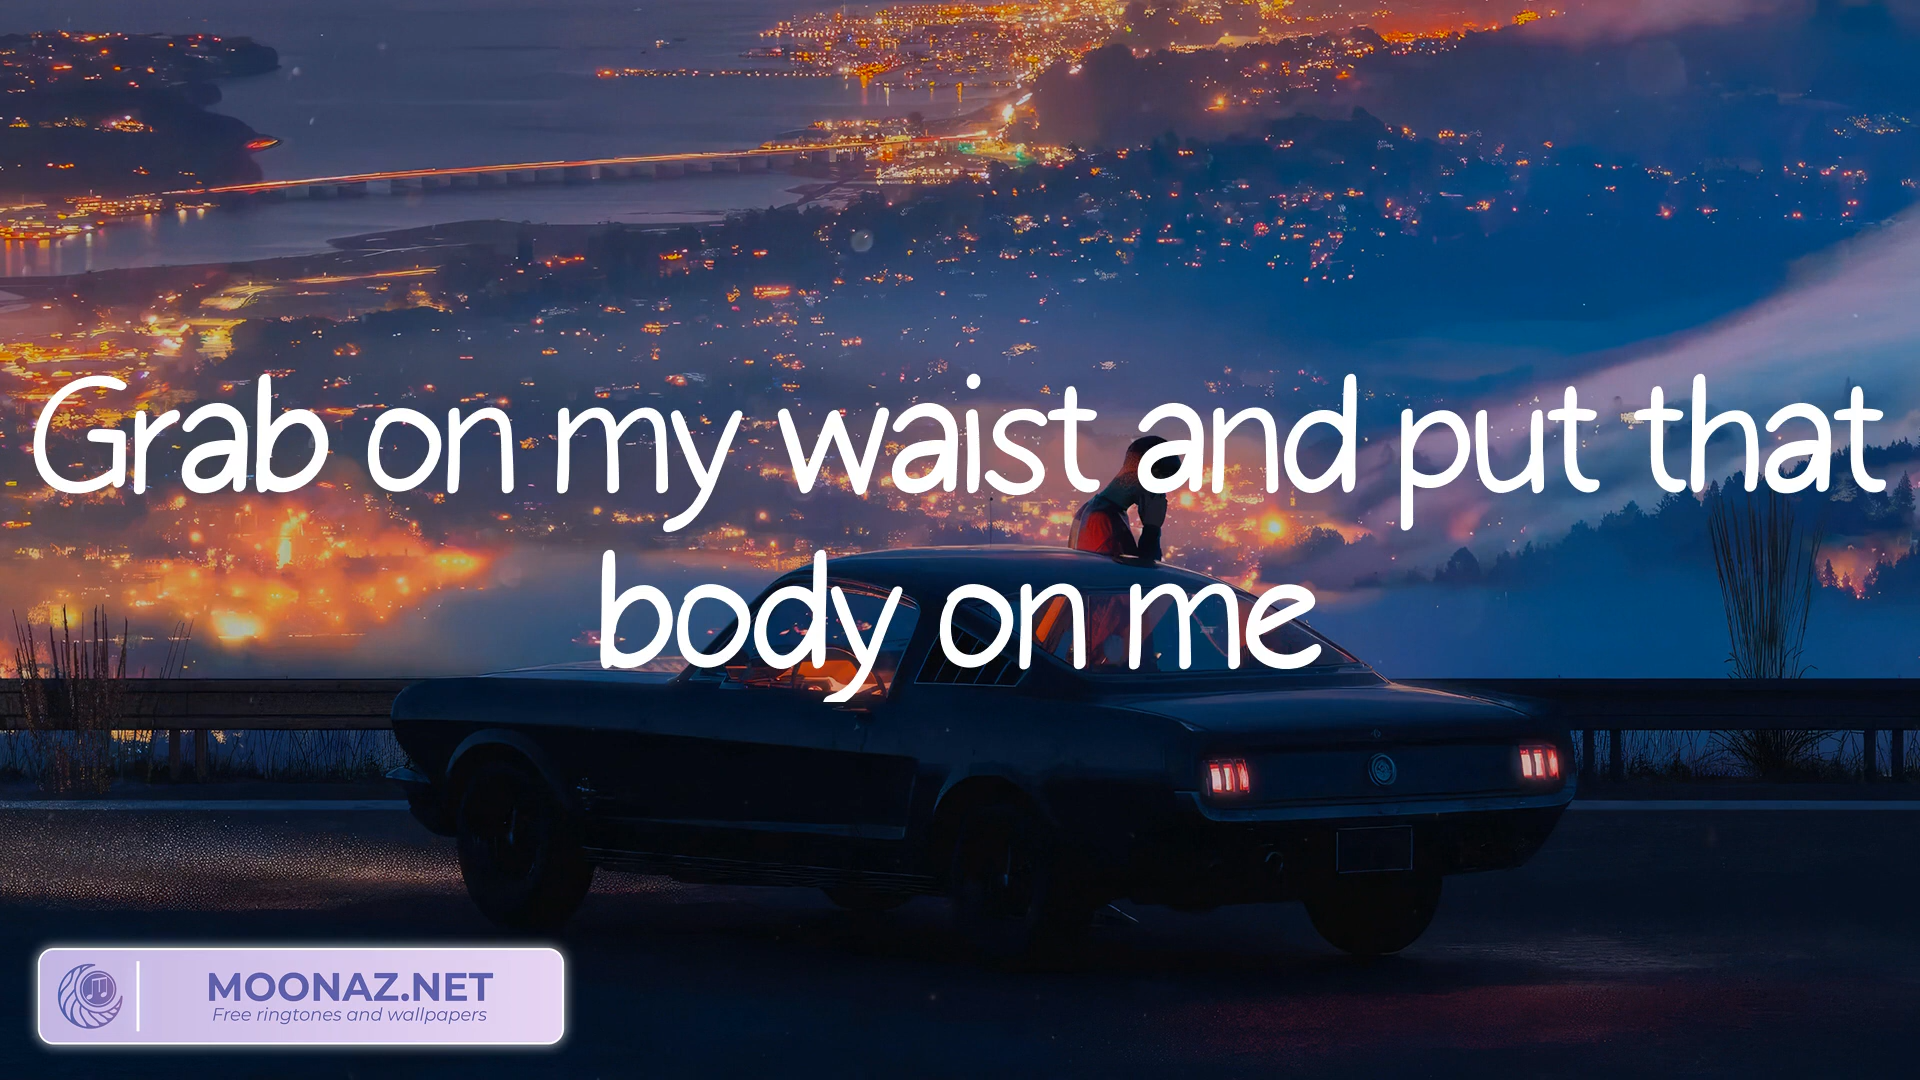 Grab on my waist and put that
body on me
MOONAZ.NET
Free ringtones and wallpapers